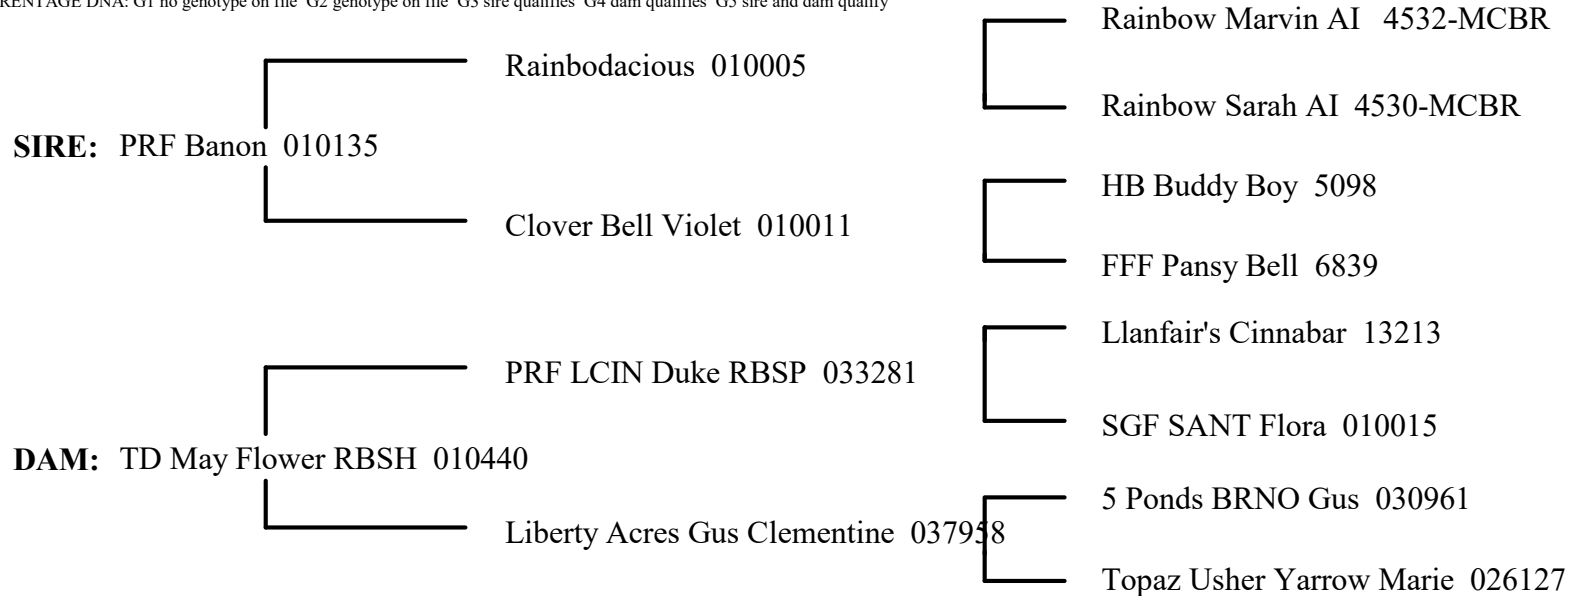 RENTAGE DNA: G1 no genotype on file G2 genotype on file G3 sire qualifies G4 dam qualifies G5 sire and dam qualify
Rainbow Marvin AI 4532-MCBR
Rainbodacious 010005
Rainbow Sarah AI 4530-MCBR
SIRE: PRF Banon 010135
HB Buddy Boy 5098
Clover Bell Violet 010011
FFF Pansy Bell 6839
Llanfair's Cinnabar 13213
PRF LCIN Duke RBSP 033281
SGF SANT Flora 010015
DAM: TD May Flower RBSH 010440
5 Ponds BRNO Gus 030961
Liberty Acres Gus Clementine 037958
Topaz Usher Yarrow Marie 026127